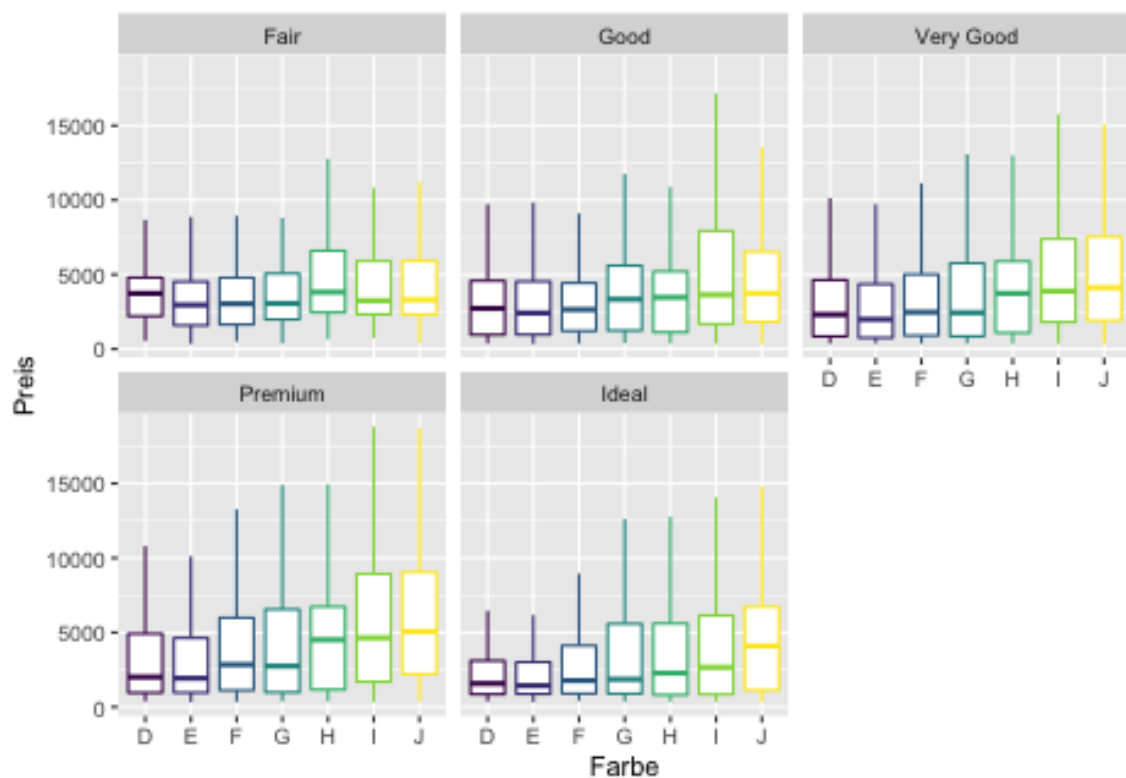 Fair
Good
Very Good
15000
10000
5000
0
D E F G H I J
Preis
Premium
Ideal
15000
10000
5000
0
D E F G H I J
D E F G H I J
Farbe